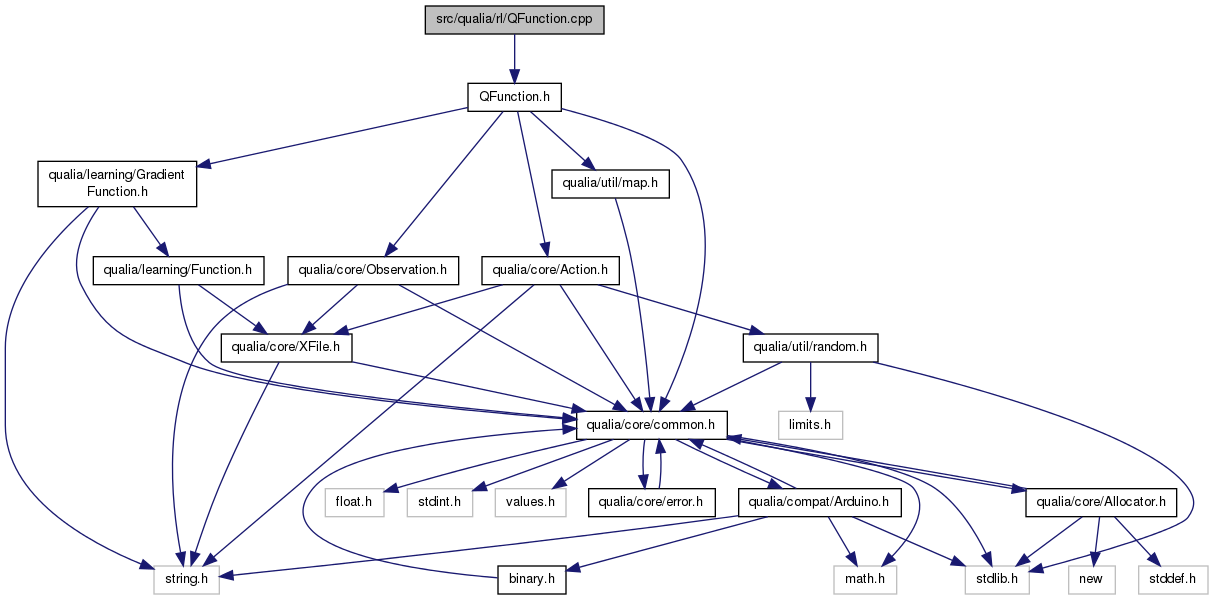 src/qualia/rl/QFunction.cpp
QFunction.h
qualia/learning/Gradient
Function.h
qualia/util/map.h
qualia/learning/Function.h
qualia/core/Observation.h
qualia/core/Action.h
qualia/core/XFile.h
qualia/util/random.h
qualia/core/common.h
limits.h
float.h
stdint.h
values.h
qualia/core/error.h
qualia/compat/Arduino.h
qualia/core/Allocator.h
string.h
binary.h
math.h
stdlib.h
new
stddef.h